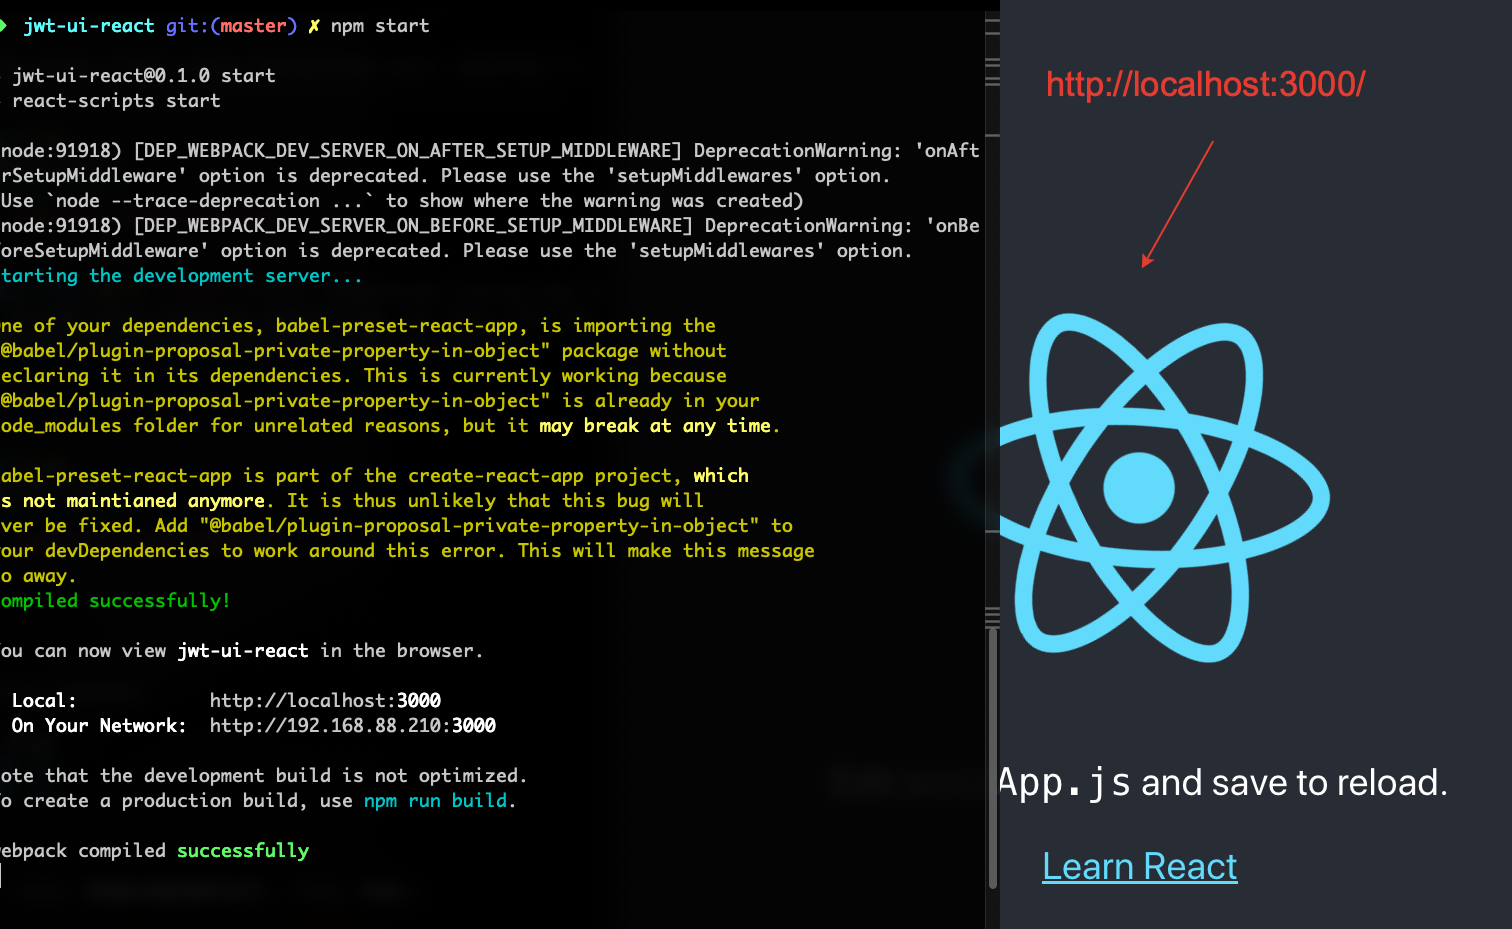 jwt-ui-react git:(master) ✗ npm start
jwt-ui-react@0.1.0 start
react-scripts start
node:91918) [DEP_WEBPACK_DEV_SERVER_ON_AFTER_SETUP_MIDDLEWARE] DeprecationWarning: 'onAft
rSetupMiddleware' option is deprecated. Please use the 'setupMiddlewares' option.
Use `node --trace-deprecation ...` to show where the warning was created)
node:91918) [DEP_WEBPACK_DEV_SERVER_ON_BEFORE_SETUP_MIDDLEWARE] DeprecationWarning: 'onBe
oreSetupMiddleware' option is deprecated. Please use the 'setupMiddlewares' option.
tarting the development server...
ne of your dependencies, babel-preset-react-app, is importing the
@babel/plugin-proposal-private-property-in-object" package without
eclaring it in its dependencies. This is currently working because
@babel/plugin-proposal-private-property-in-object" is already in your
ode_modules folder for unrelated reasons, but it may break at any time.
abel-preset-react-app is part of the create-react-app project, which
s not maintianed anymore. It is thus unlikely that this bug will
ver be fixed. Add "@babel/plugin-proposal-private-property-in-object" to
our devDependencies to work around this error. This will make this message
o away.
ompiled successfully!
ou can now view jwt-ui-react in the browser.
Local: http://localhost:3000
On Your Network: http://192.168.88.210:3000
ote that the development build is not optimized.
o create a production build, use npm run build.
ebpack compiled successfully
http://localhost:3000/
App.js and save to reload.
Learn React